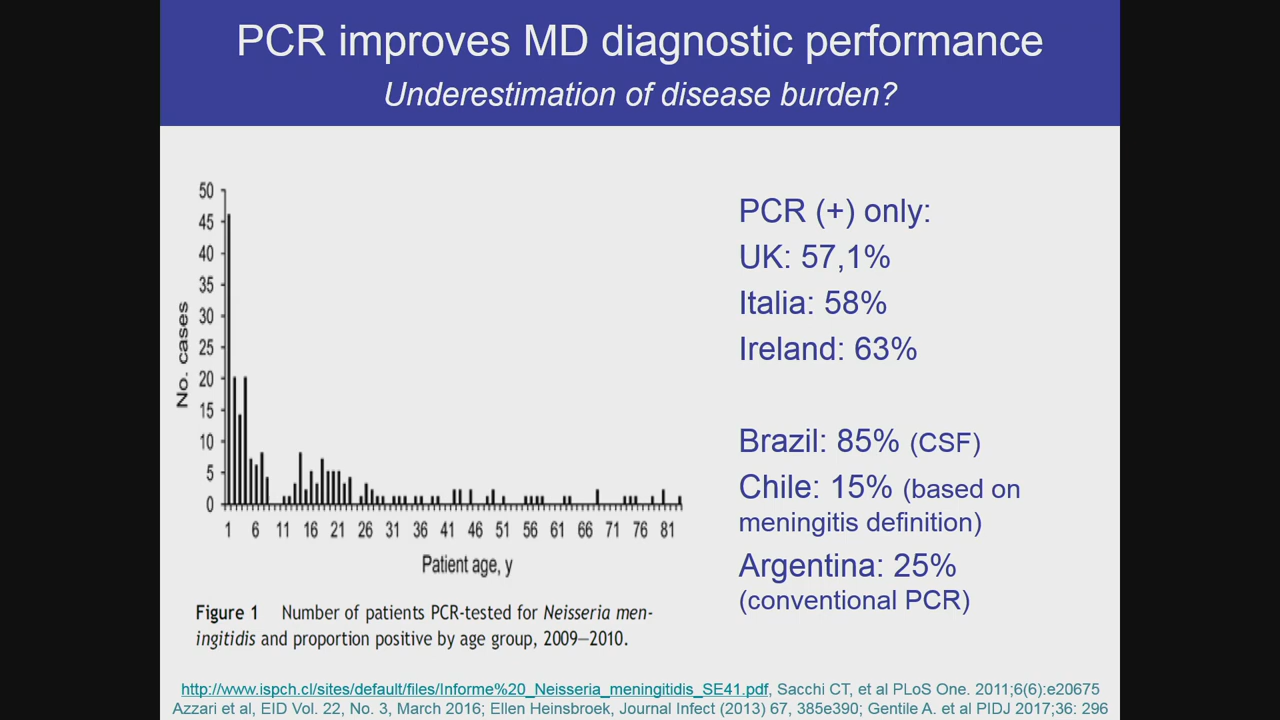 PCR improves MD diagnostic performance
Underestimation of disease burden?
50
45
40
35
30
25
20
15
10
5
0
No. cases
1 6 11 16 21 26 31 36 41 46 51 56 61 66 71 76 81
Patient age, y
Figure 1 Number of patients PCR-tested for Neisseria men-
ingitidis and proportion positive by age group, 2009–2010.
PCR (+) only:
UK: 57,1%
Italia: 58%
Ireland: 63%
Brazil: 85% (CSF)
Chile: 15% (based on
meningitis definition)
Argentina: 25%
(conventional PCR)
http://www.ispch.cl/sites/default/files/Informe%20_Neisseria_meningitidis_SE41.pdf, Sacchi CT, et al PLoS One. 2011;6(6):e20675
Azzari et al, EID Vol. 22, No. 3, March 2016; Ellen Heinsbroek, Journal Infect (2013) 67, 385e390; Gentile A. et al PIDJ 2017;36: 296